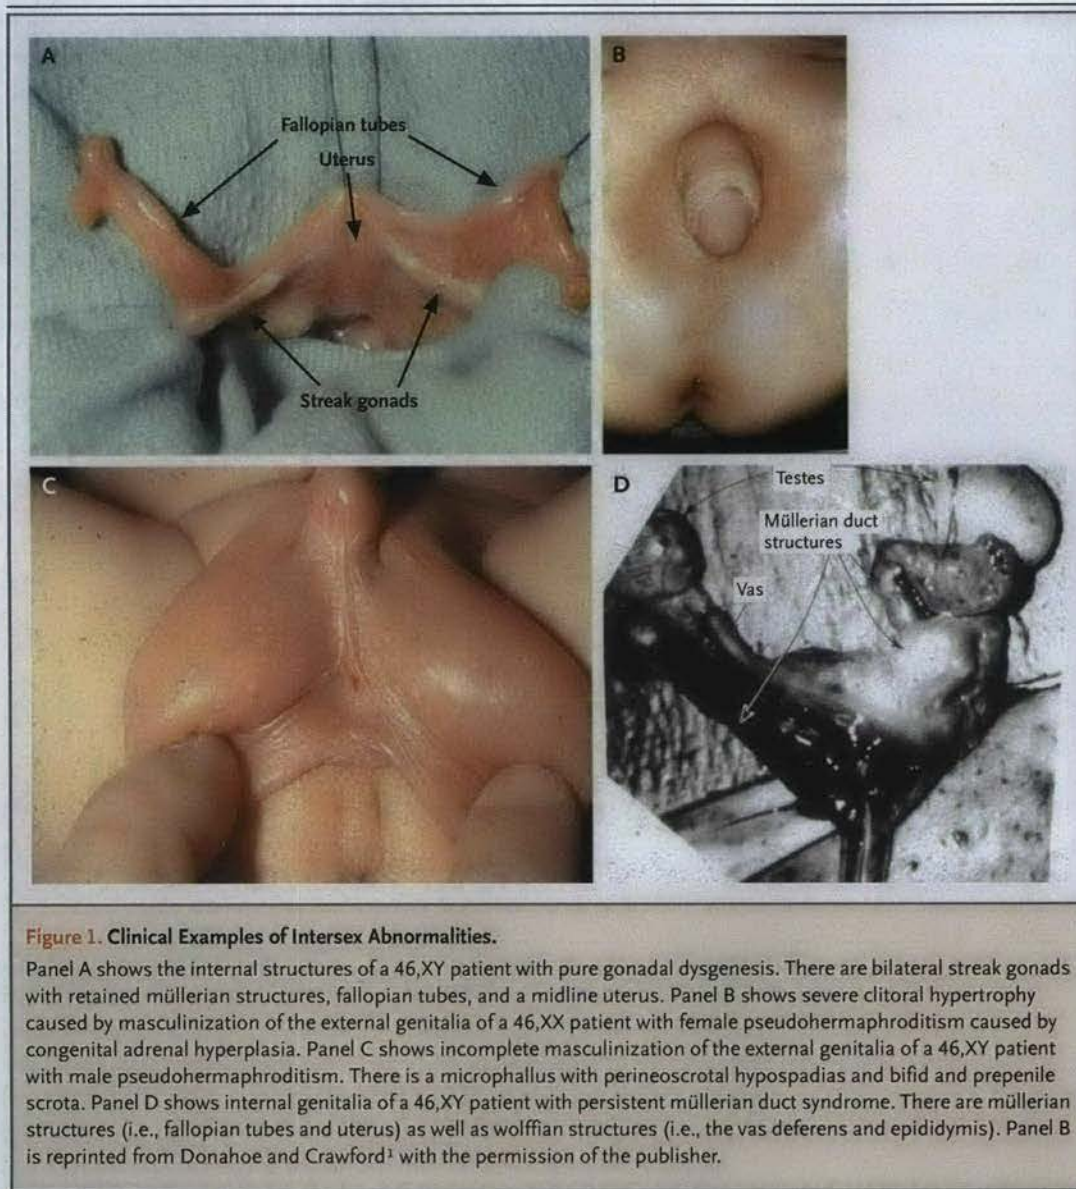 A
Fallopian tubes
Uterus
Streak gonads
B
C
D
Testes
Müllerian duct
structures
Vas
Figure 1. Clinical Examples of Intersex Abnormalities.
Panel A shows the internal structures of a 46,XY patient with pure gonadal dysgenesis. There are bilateral streak gonads
with retained müllerian structures, fallopian tubes, and a midline uterus. Panel B shows severe clitoral hypertrophy
caused by masculinization of the external genitalia of a 46,XX patient with female pseudohermaphroditism caused by
congenital adrenal hyperplasia. Panel C shows incomplete masculinization of the external genitalia of a 46,XY patient
with male pseudohermaphroditism. There is a microphallus with perineoscrotal hypospadias and bifid and prepenile
scrota. Panel D shows internal genitalia of a 46,XY patient with persistent müllerian duct syndrome. There are müllerian
structures (i.e., fallopian tubes and uterus) as well as wolffian structures (i.e., the vas deferens and epididymis). Panel B
is reprinted from Donahoe and Crawford¹ with the permission of the publisher.